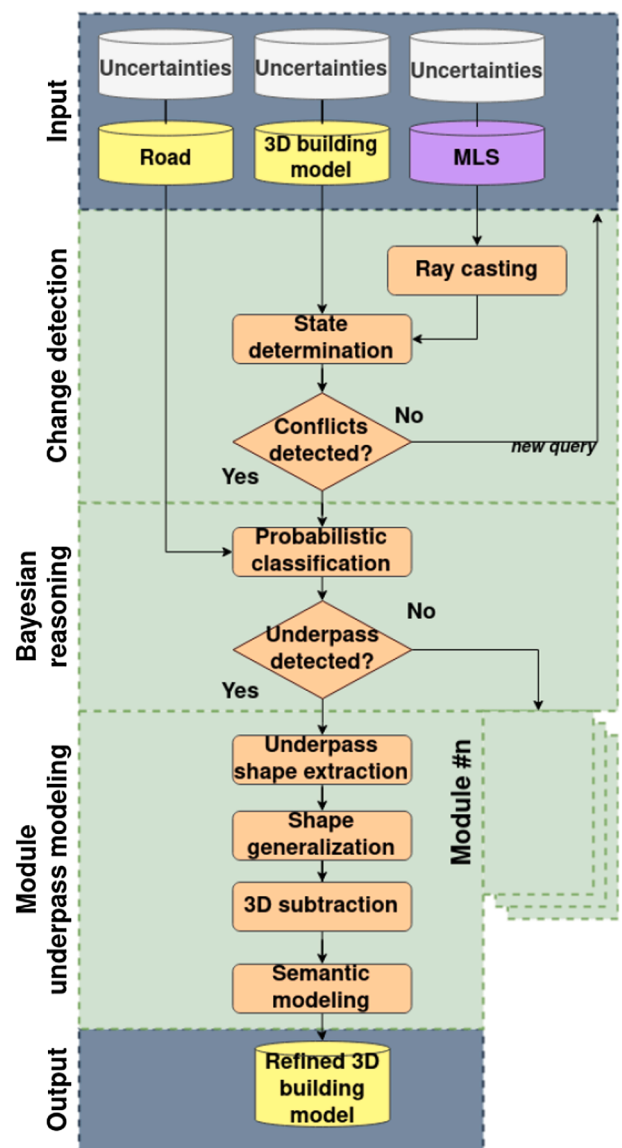 Input
Uncertainties
Uncertainties
Uncertainties
Road
3D building
model
MLS
Change detection
Ray casting
State
determination
Conflicts
detected?
No
new query
Yes
Bayesian
reasoning
Probabilistic
classification
Underpass
detected?
No
Yes
Module
underpass modeling
Underpass
shape extraction
Module #n
Shape
generalization
3D subtraction
Semantic
modeling
Output
Refined 3D
building
model